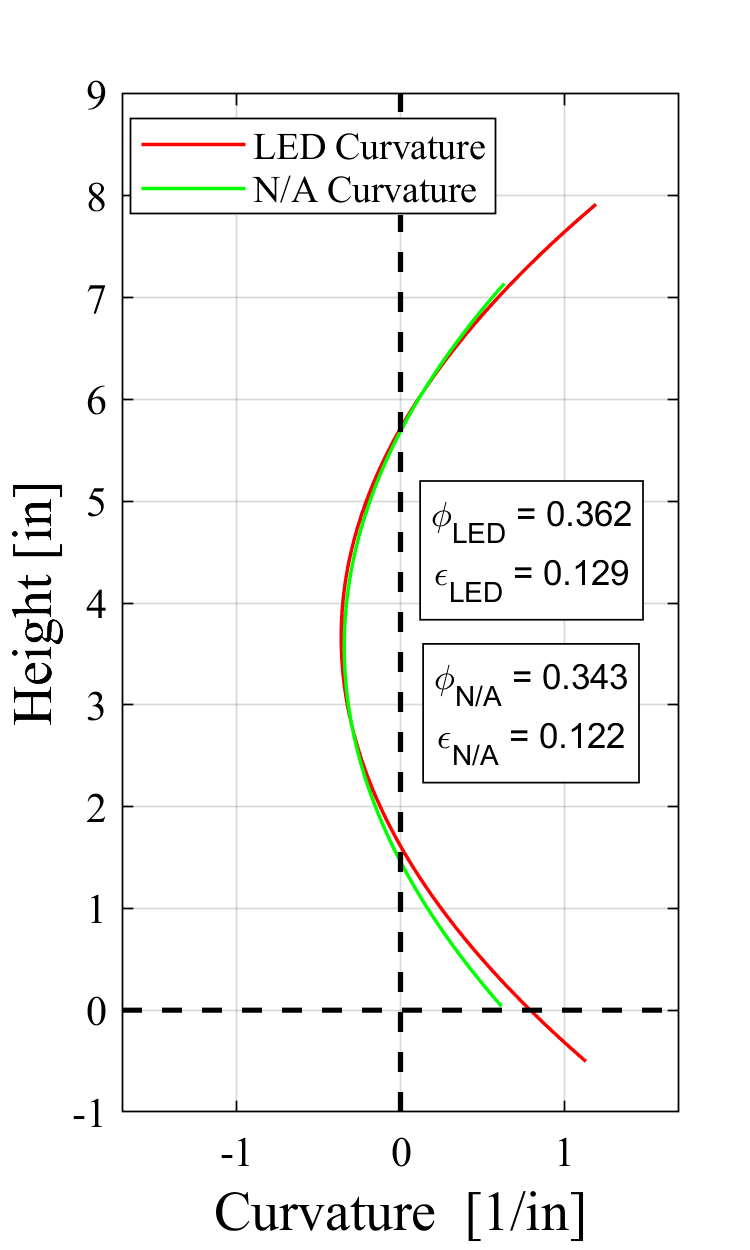 9
8
7
6
5
4
3
2
1
0
-1
Height [in]
LED Curvature
N/A Curvature
ϕLED = 0.362
ϵLED = 0.129
ϕN/A = 0.343
ϵN/A = 0.122
-1 0 1
Curvature [1/in]